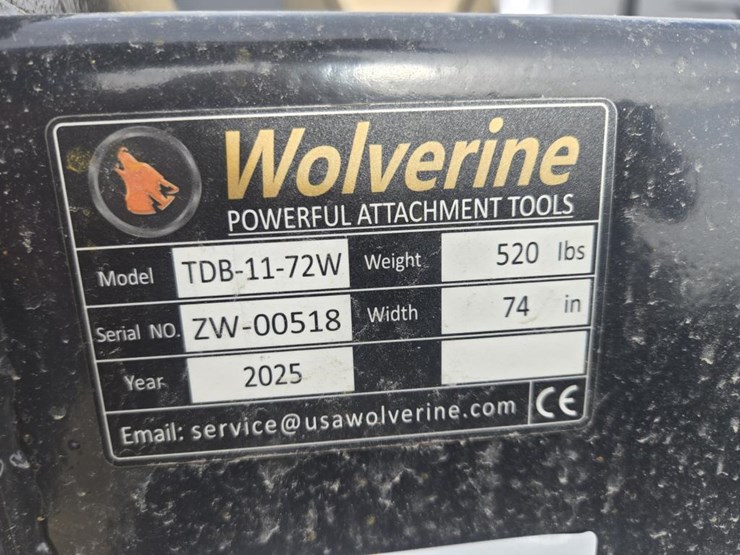 Wolverine
POWERFUL ATTACHMENT TOOLS
Model TDB-11-72W Weight 520 lbs
Serial NO. ZW-00518 Width 74 in
Year 2025
Email: service@usawolverine.com CE